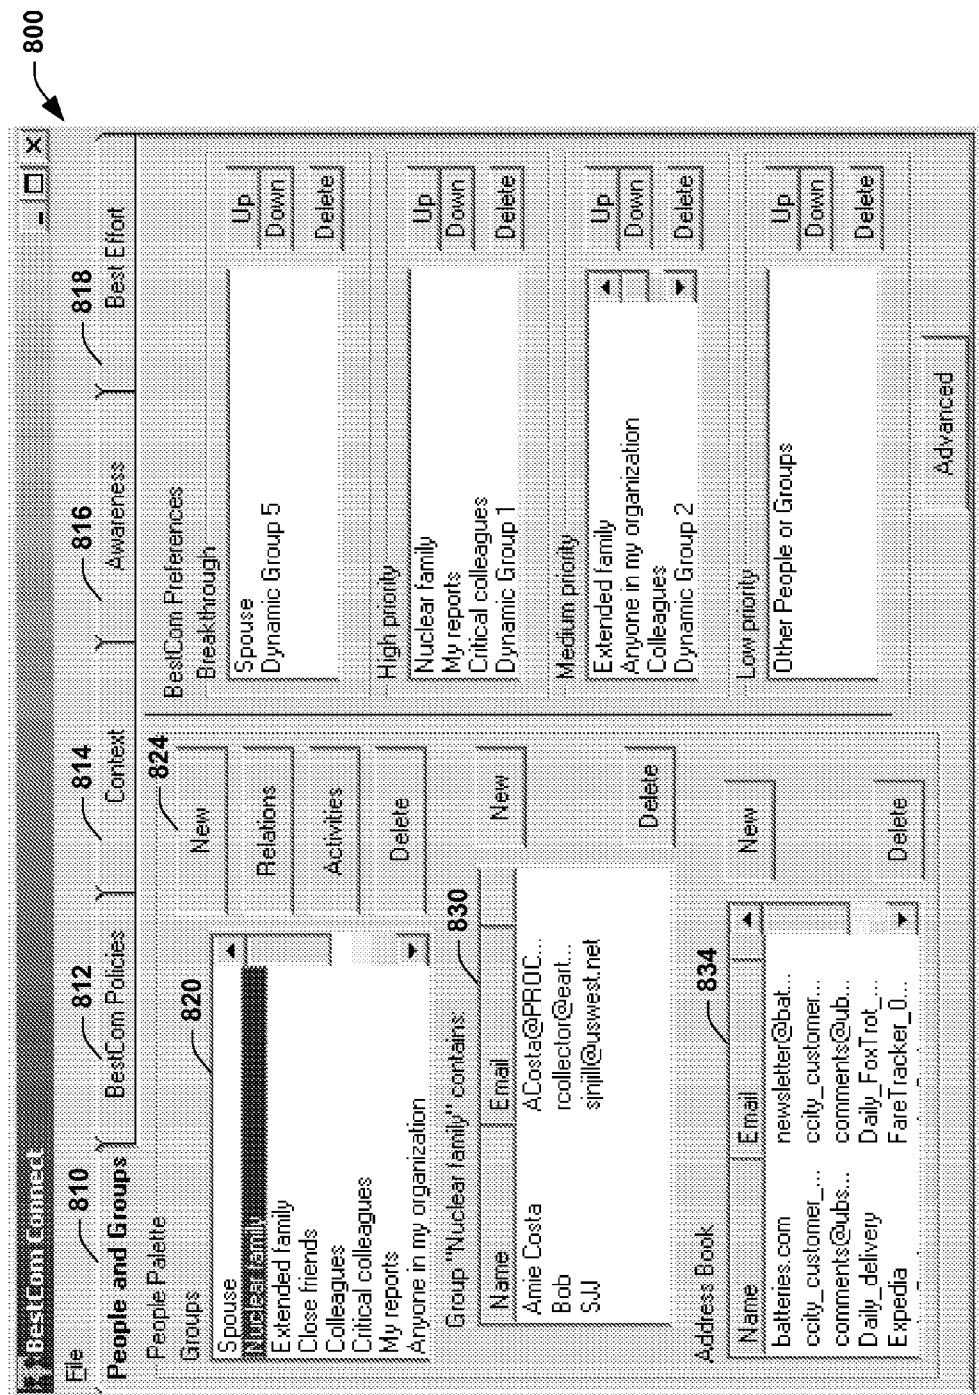 800
BestCom Connect
File
810
812
814
816
818
People and Groups
BestCom Policies
Context
Awareness
Best Effort
People Palette
Groups
820
824
Spouse
Nuclear family
Extended family
Close friends
Colleagues
Critical colleagues
My reports
Anyone in my organization
New
Relations
Activities
Delete
Group "Nuclear family" contains:
830
Name Email
Amie Costa ACosta@PROC...
Bob rcollector@eart...
SJJ sjnjill@uswest.net
New
Delete
Address Book
834
Name Email
batteries.com newsletter@bat...
ccity_customer_... ccity_customer...
comments@ubs... comments@ub...
Daily_delivery Daily_FoxTrot_...
Expedia FareTracker_0...
New
Delete
BestCom Preferences
Breakthrough
Spouse
Dynamic Group 5
Up
Down
Delete
High priority
Nuclear family
My reports
Critical colleagues
Dynamic Group 1
Up
Down
Delete
Medium priority
Extended family
Anyone in my organization
Colleagues
Dynamic Group 2
Up
Down
Delete
Low priority
Other People or Groups
Up
Down
Delete
Advanced